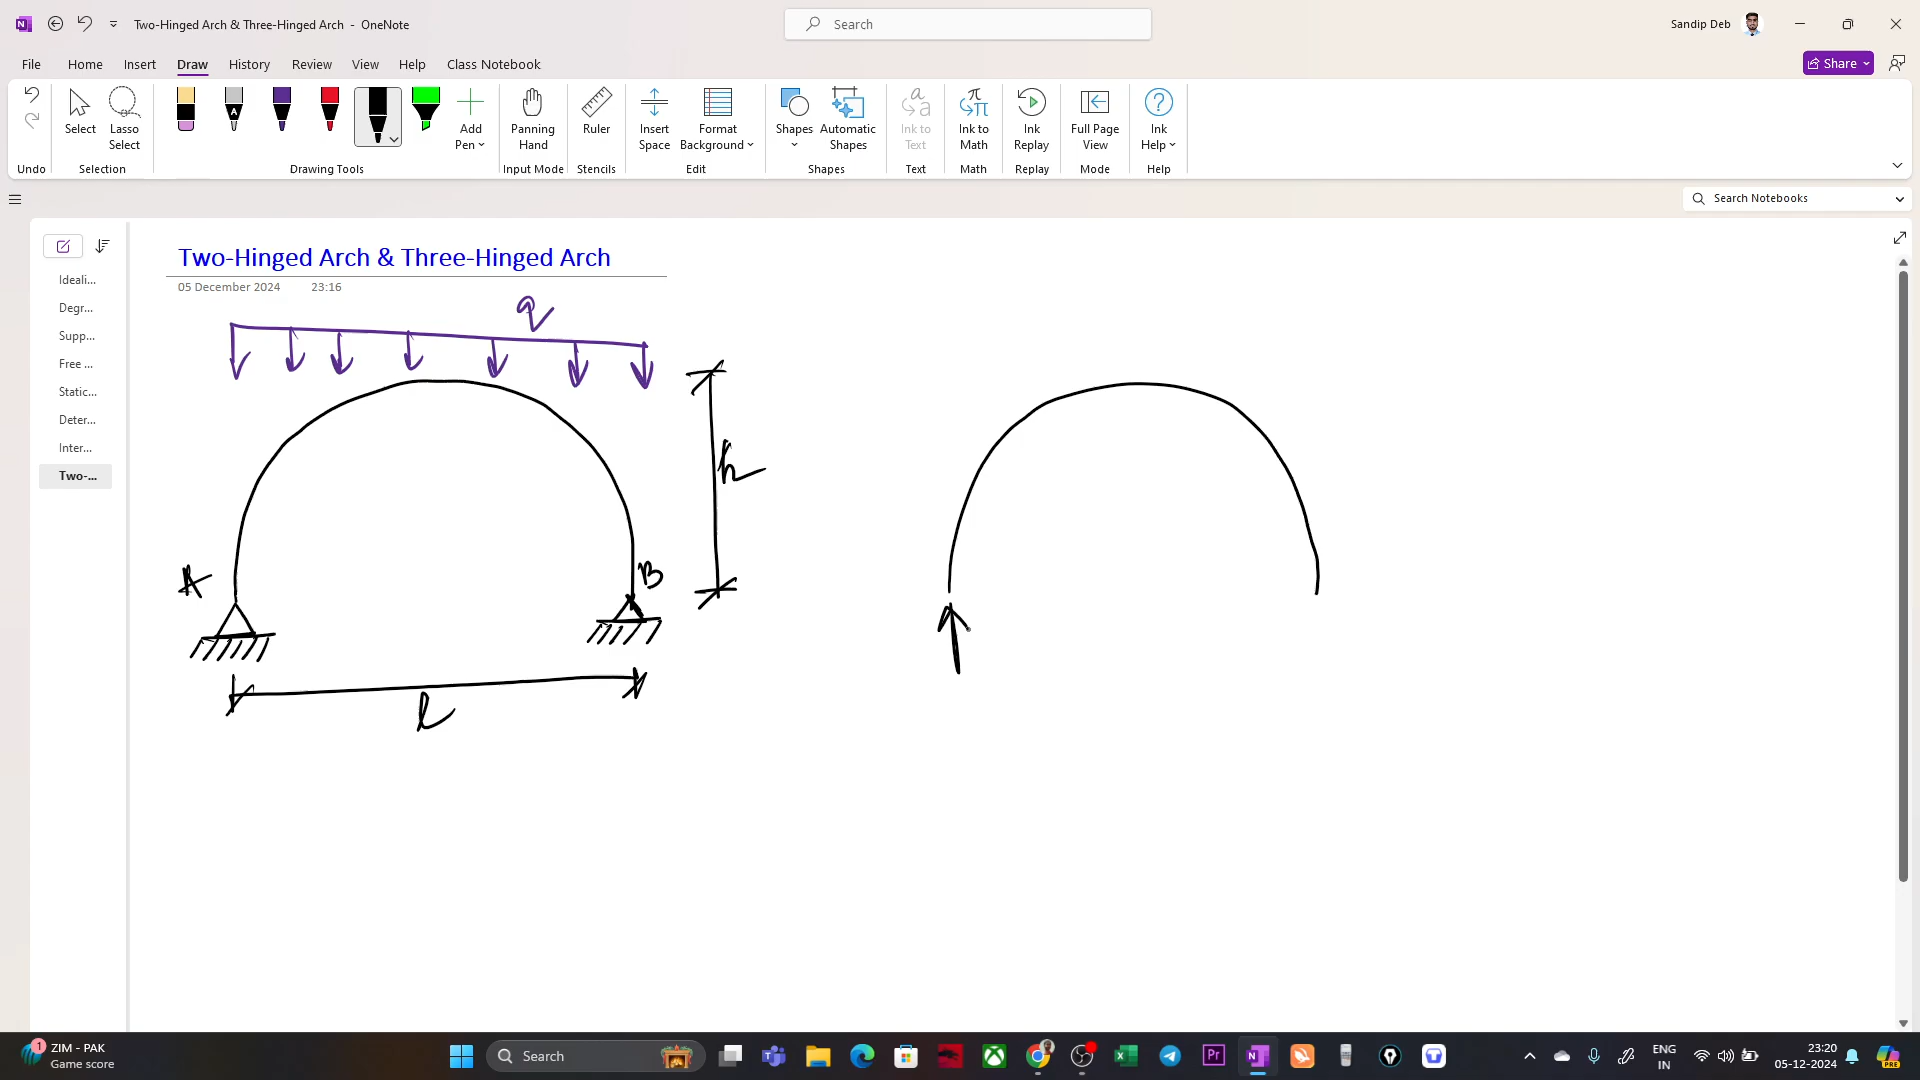 Two-Hinged Arch & Three-Hinged Arch - OneNote
Search
Sandip Deb
File Home Insert Draw History Review View Help Class Notebook
Share
Select
Lasso Select
A
Add Pen
Panning Hand
Ruler
Insert Space
Format Background
Shapes
Automatic Shapes
Ink to Text
Ink to Math
Ink Replay
Full Page View
Ink Help
Undo Selection Drawing Tools Input Mode Stencils Edit Shapes Text Math Replay Mode Help
Search Notebooks
Two-Hinged Arch & Three-Hinged Arch
05 December 2024 23:16
Ideali...
Degr...
Supp...
Free ...
Static...
Deter...
Inter...
Two-...
q
h
A
B
l
1
ZIM - PAK
Game score
Search
ENG
IN
23:20
05-12-2024
PRE